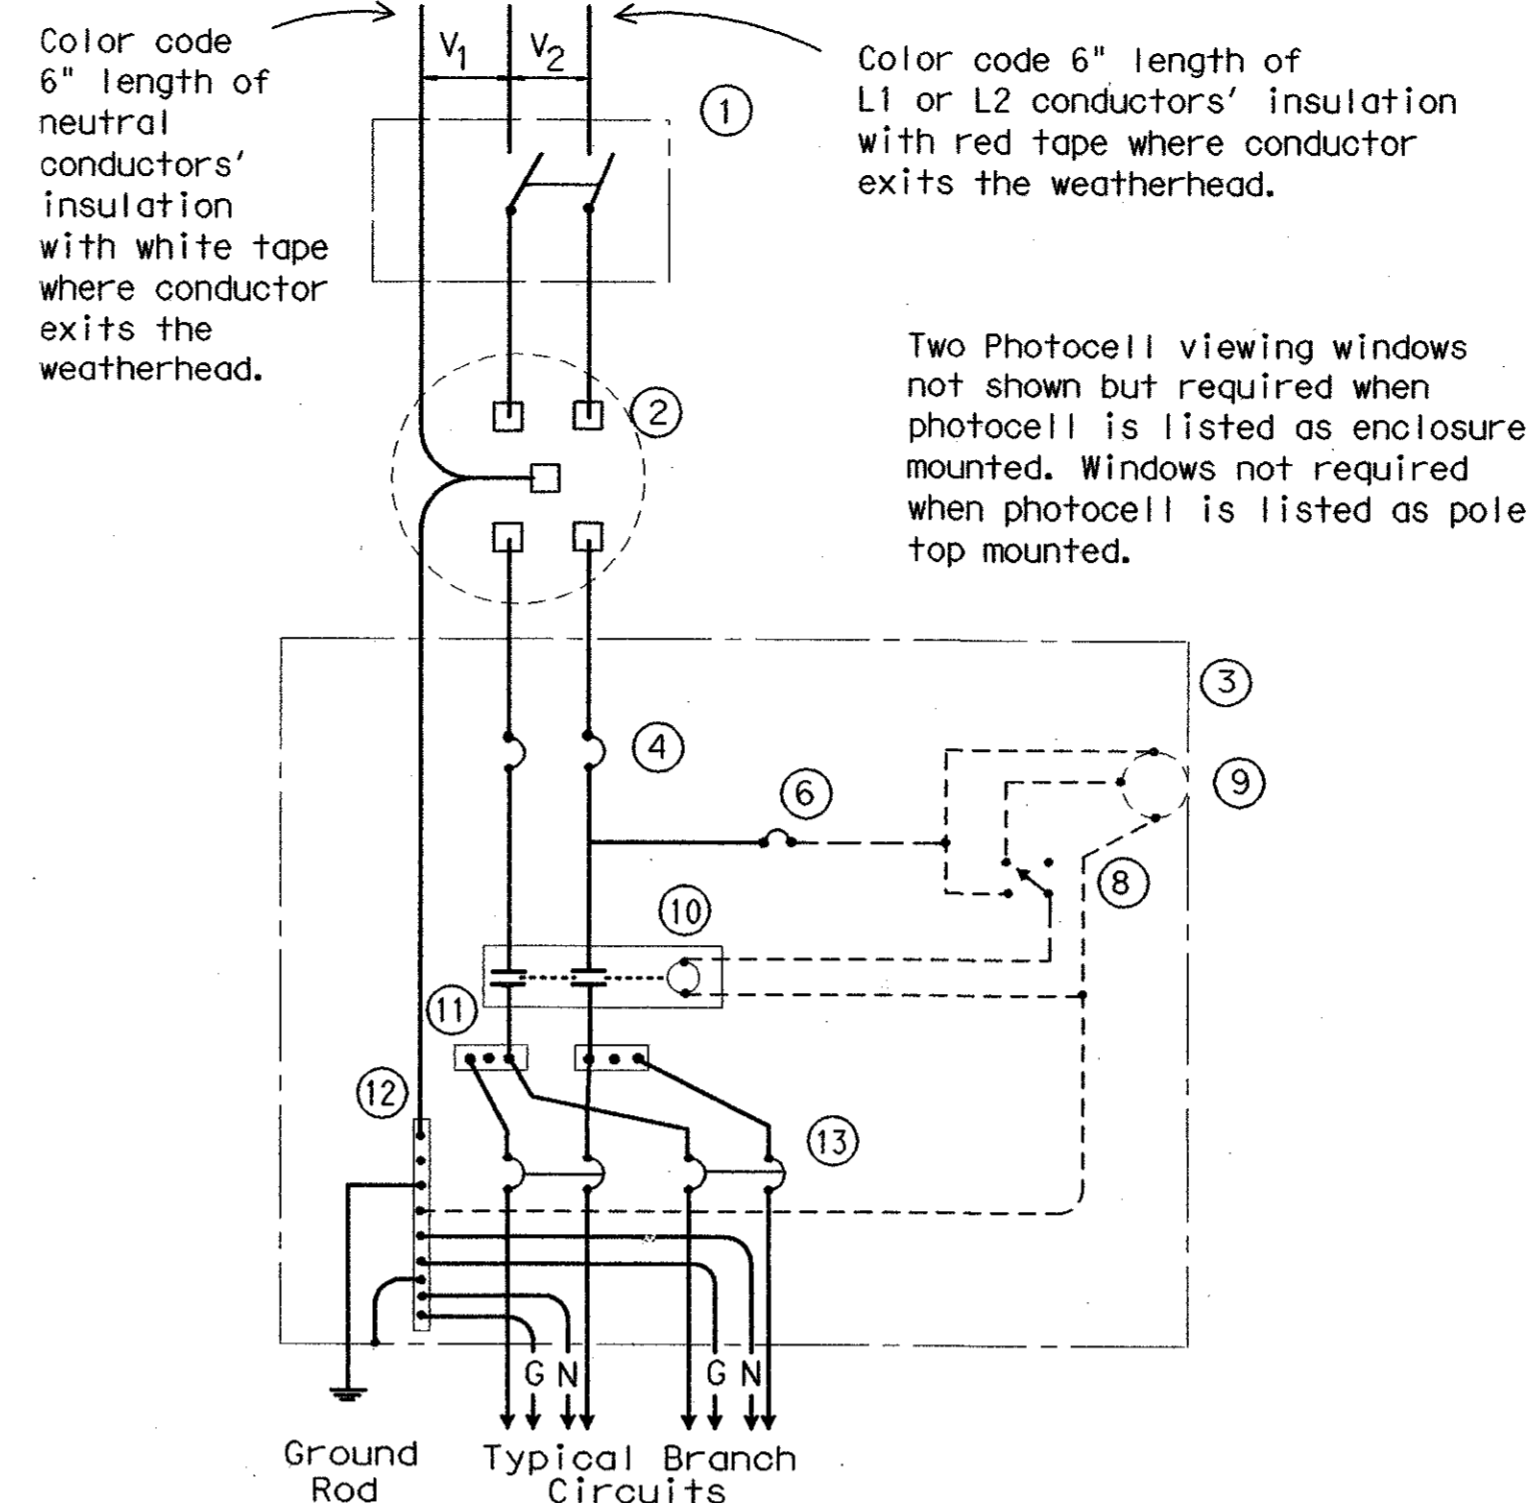 Color code
6" length of
neutral
conductors'
insulation
with white tape
where conductor
exits the
weatherhead.
V1
V2
1
Color code 6" length of
L1 or L2 conductors' insulation
with red tape where conductor
exits the weatherhead.
2
Two Photocell viewing windows
not shown but required when
photocell is listed as enclosure
mounted. Windows not required
when photocell is listed as pole
top mounted.
3
4
6
9
8
10
11
12
13
G N
G N
Ground
Rod
Typical Branch
Circuits